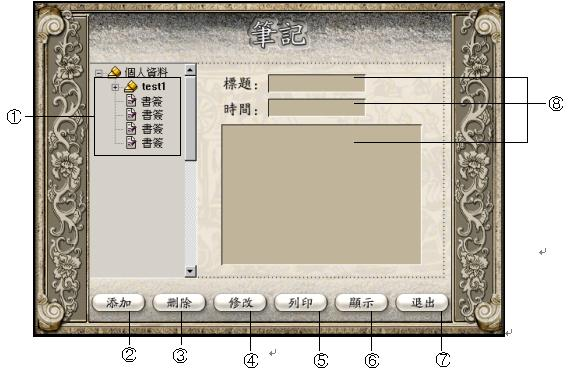 筆記
個人資料
test1
書簽
書簽
書簽
書簽
標題：
時間：
①
⑧
添加 刪除 修改 列印 顯示 退出
② ③ ④ ⑤ ⑥ ⑦